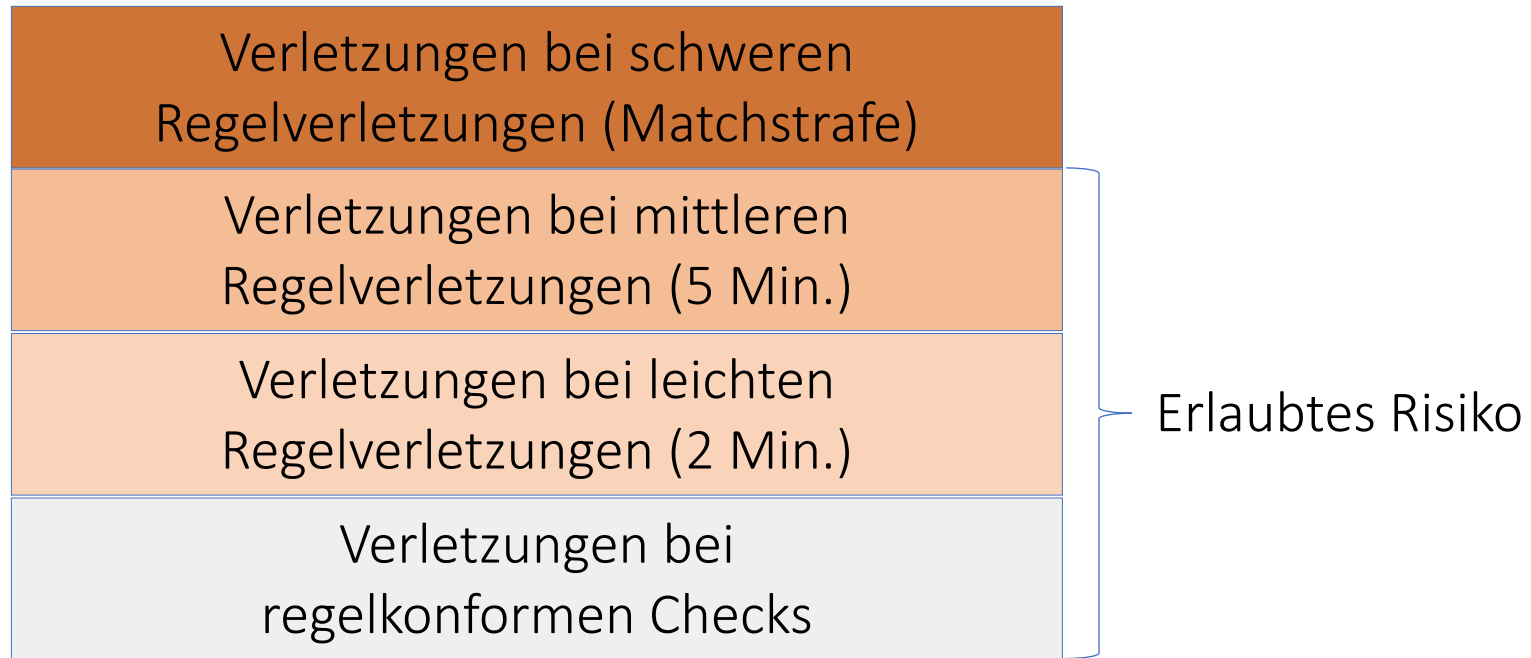 Verletzungen bei schweren
Regelverletzungen (Matchstrafe)
Verletzungen bei mittleren
Regelverletzungen (5 Min.)
Verletzungen bei leichten
Regelverletzungen (2 Min.)
Erlaubtes Risiko
Verletzungen bei
regelkonformen Checks